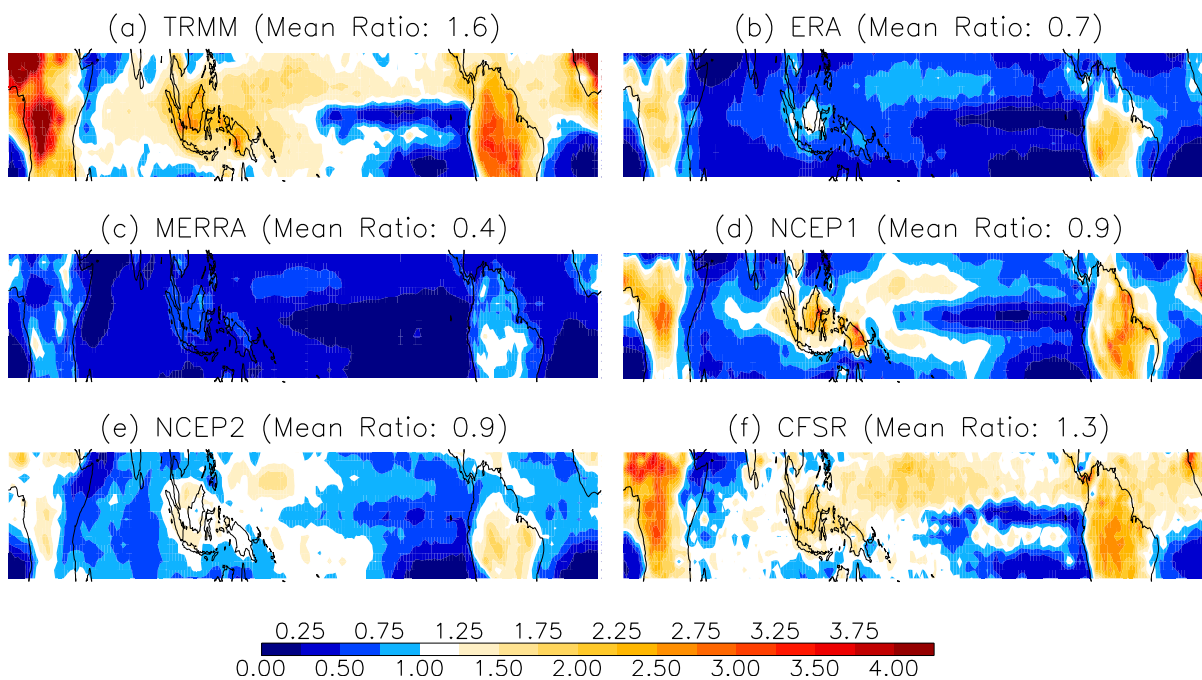 (a) TRMM (Mean Ratio: 1.6)
(b) ERA (Mean Ratio: 0.7)
(c) MERRA (Mean Ratio: 0.4)
(d) NCEP1 (Mean Ratio: 0.9)
(e) NCEP2 (Mean Ratio: 0.9)
(f) CFSR (Mean Ratio: 1.3)
0.25 0.75 1.25 1.75 2.25 2.75 3.25 3.75
0.00 0.50 1.00 1.50 2.00 2.50 3.00 3.50 4.00